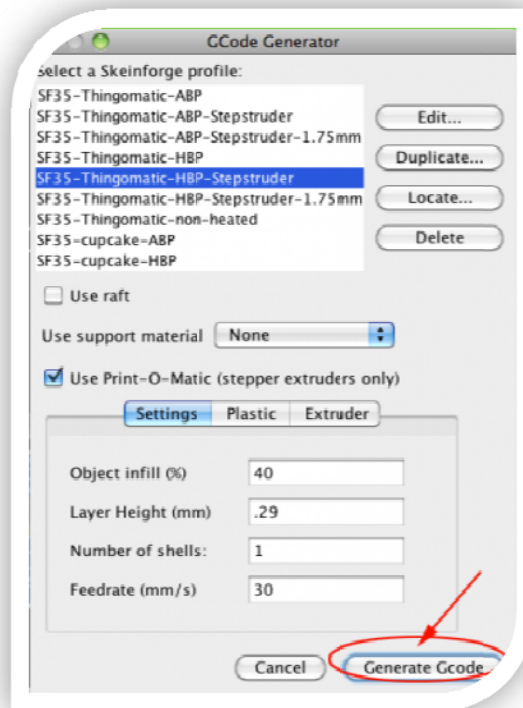 GCode Generator
Select a Skeinforge profile:
SF35-Thingomatic-ABP
SF35-Thingomatic-ABP-Stepstruder
SF35-Thingomatic-ABP-Stepstruder-1.75mm
SF35-Thingomatic-HBP
SF35-Thingomatic-HBP-Stepstruder
SF35-Thingomatic-HBP-Stepstruder-1.75mm
SF35-Thingomatic-non-heated
SF35-cupcake-ABP
SF35-cupcake-HBP
Edit...
Duplicate...
Locate...
Delete
Use raft
Use support material None
Use Print-O-Matic (stepper extruders only)
Settings Plastic Extruder
Object infill (%) 40
Layer Height (mm) .29
Number of shells: 1
Feedrate (mm/s) 30
Cancel Generate Gcode